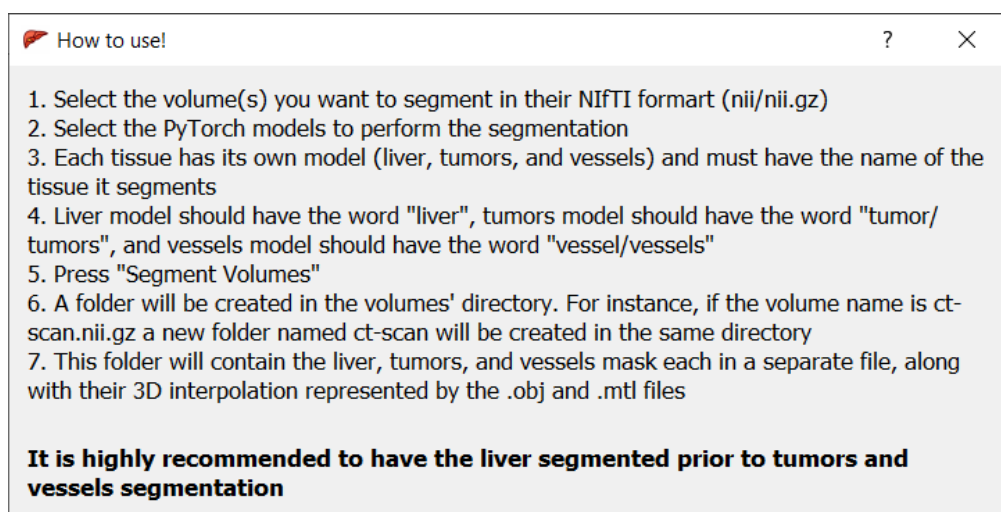 How to use!
?
1. Select the volume(s) you want to segment in their NIfTI formart (nii/nii.gz)
2. Select the PyTorch models to perform the segmentation
3. Each tissue has its own model (liver, tumors, and vessels) and must have the name of the
tissue it segments
4. Liver model should have the word "liver", tumors model should have the word "tumor/
tumors", and vessels model should have the word "vessel/vessels"
5. Press "Segment Volumes"
6. A folder will be created in the volumes' directory. For instance, if the volume name is ct-
scan.nii.gz a new folder named ct-scan will be created in the same directory
7. This folder will contain the liver, tumors, and vessels mask each in a separate file, along
with their 3D interpolation represented by the .obj and .mtl files
It is highly recommended to have the liver segmented prior to tumors and
vessels segmentation